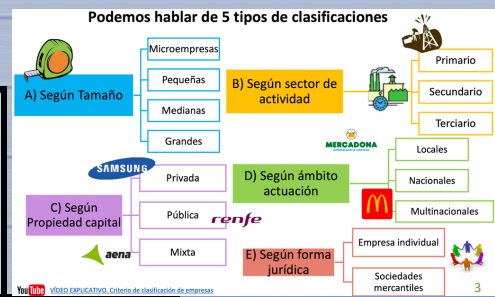 Podemos hablar de 5 tipos de clasificaciones
A) Según Tamaño
Microempresas
Pequeñas
Medianas
Grandes
B) Según sector de
actividad
Primario
Secundario
Terciario
C) Según
Propiedad capital
SAMSUNG
Privada
Pública
renfe
Mixta
aena
D) Según ámbito
actuación
MERCADONA
Locales
Nacionales
Multinacionales
E) Según forma
jurídica
Empresa individual
Sociedades
mercantiles
YouTube VÍDEO EXPLICATIVO. Criterio de clasificación de empresas
3